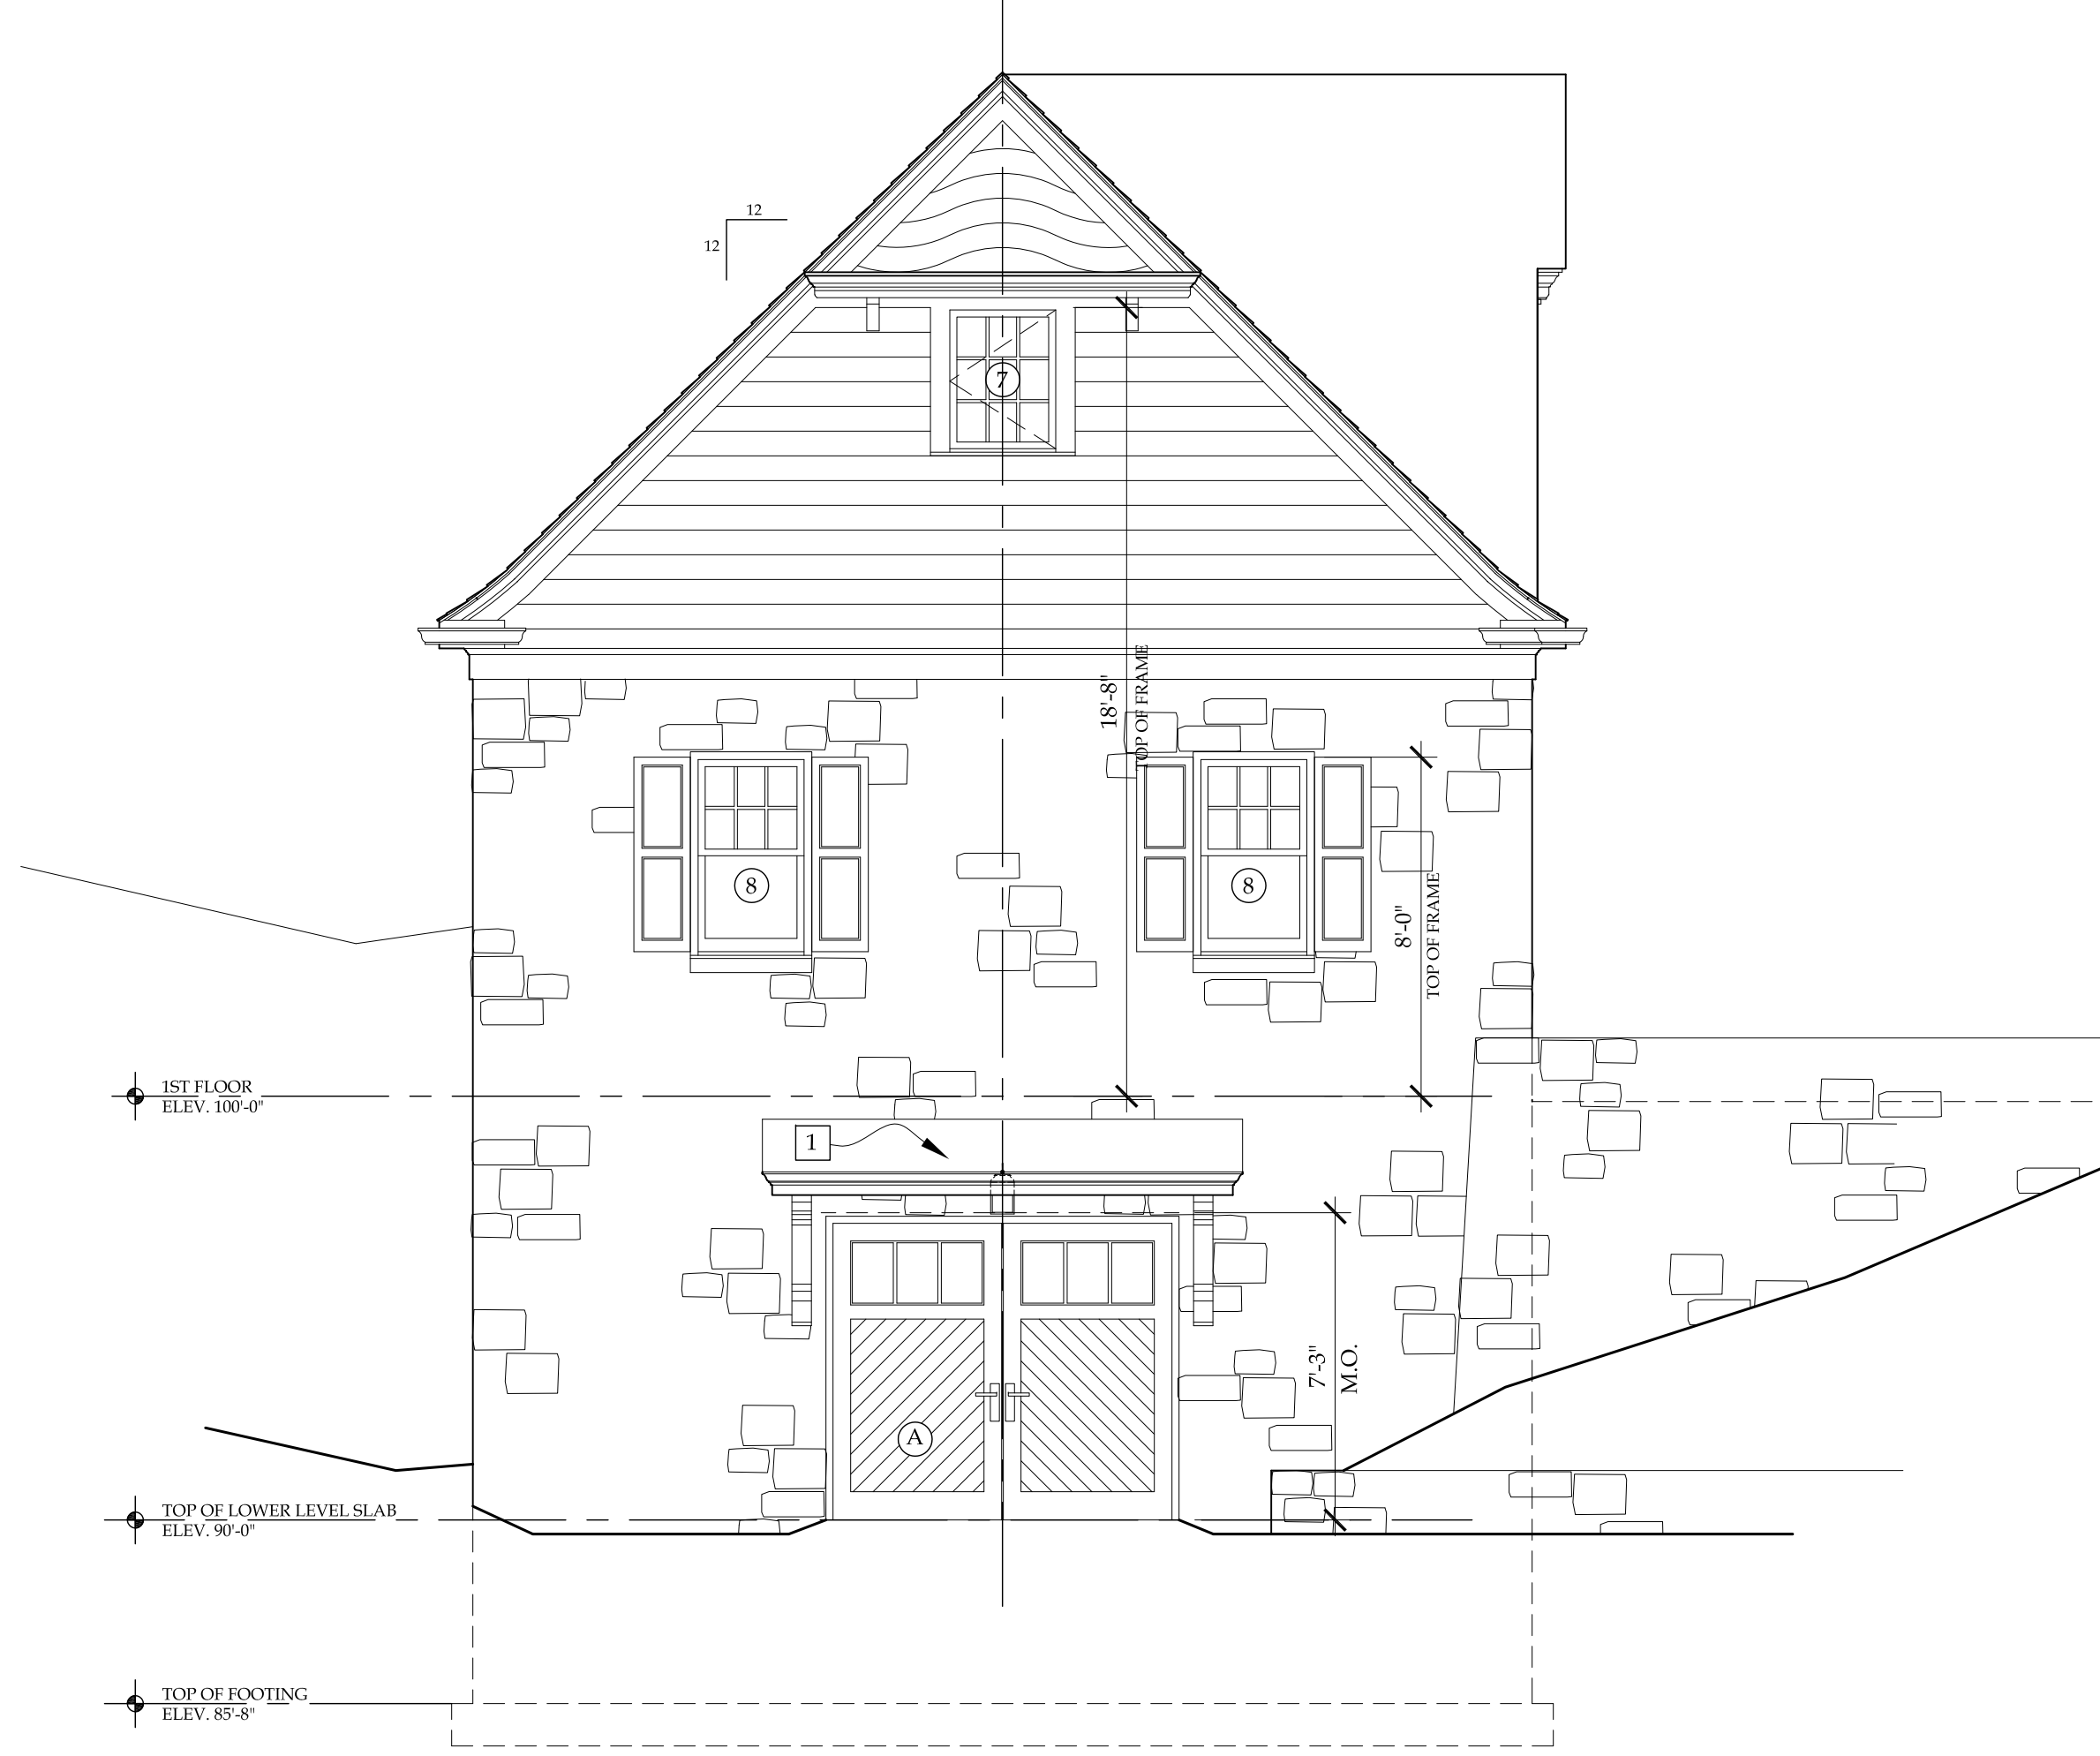 12
12
7
18'-8"
TOP OF FRAME
8
8
8'-0"
TOP OF FRAME
1ST FLOOR
ELEV. 100'-0"
1
7'-3"
M.O.
A
TOP OF LOWER LEVEL SLAB
ELEV. 90'-0"
TOP OF FOOTING
ELEV. 85'-8"